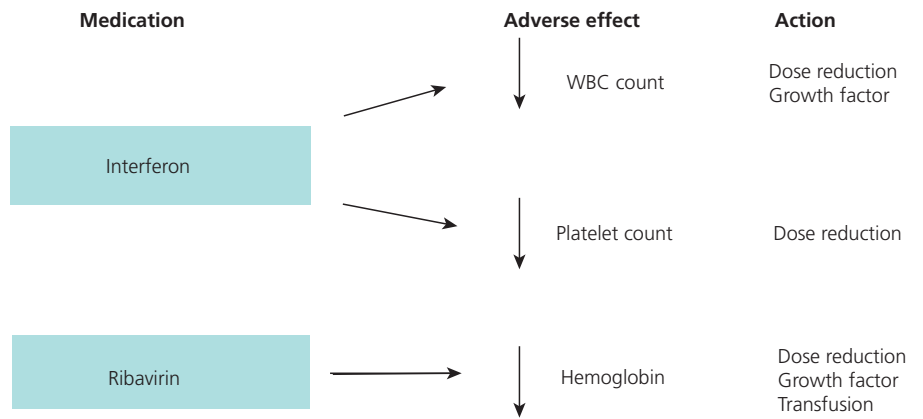 Medication Adverse effect Action
WBC count Dose reduction
Growth factor
Interferon
Platelet count Dose reduction
Ribavirin Hemoglobin Dose reduction
Growth factor
Transfusion